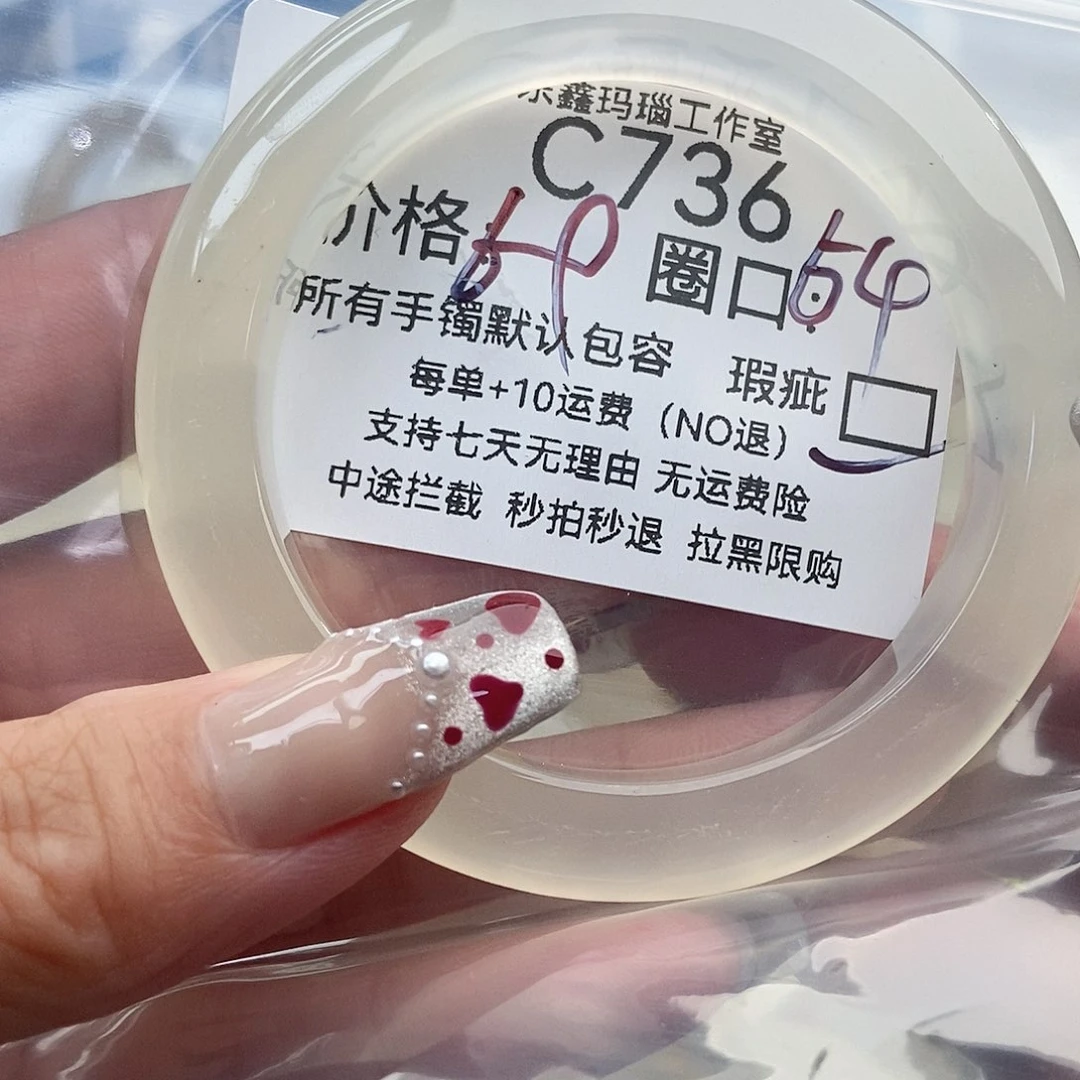 鑫玛瑙工作室
C736
价格: 69 圈口: 54
所有手镯默认包容 瑕疵
每单+10运费（NO退）
支持七天无理由 无运费险
中途拦截 秒拍秒退 拉黑限购